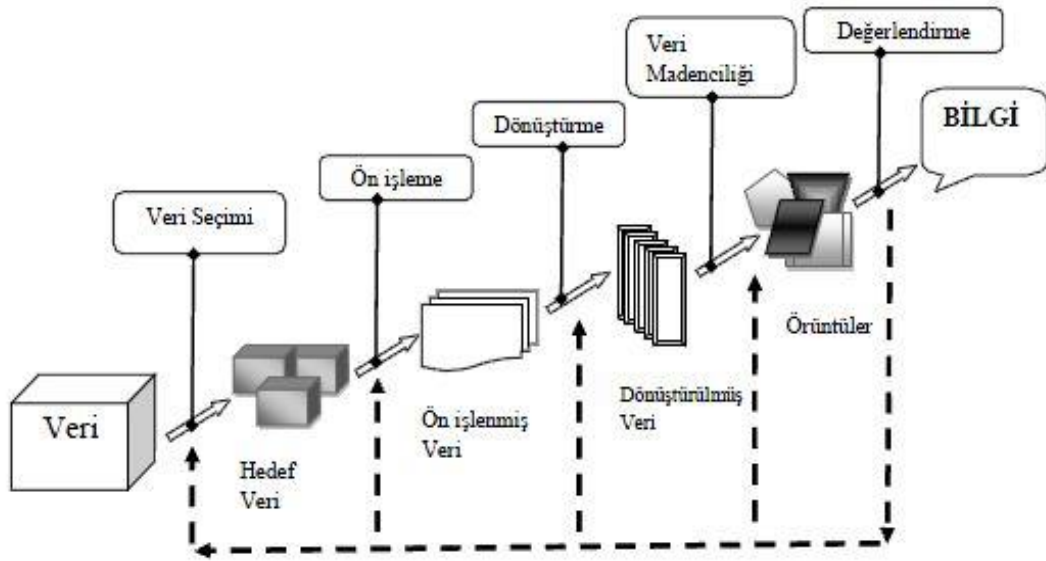 Değerlendirme
Veri
Madenciliği
BİLGİ
Dönüştürme
Ön işleme
Veri Seçimi
Örüntüler
Dönüştürülmüş
Veri
Ön işlenmiş
Veri
Veri
Hedef
Veri